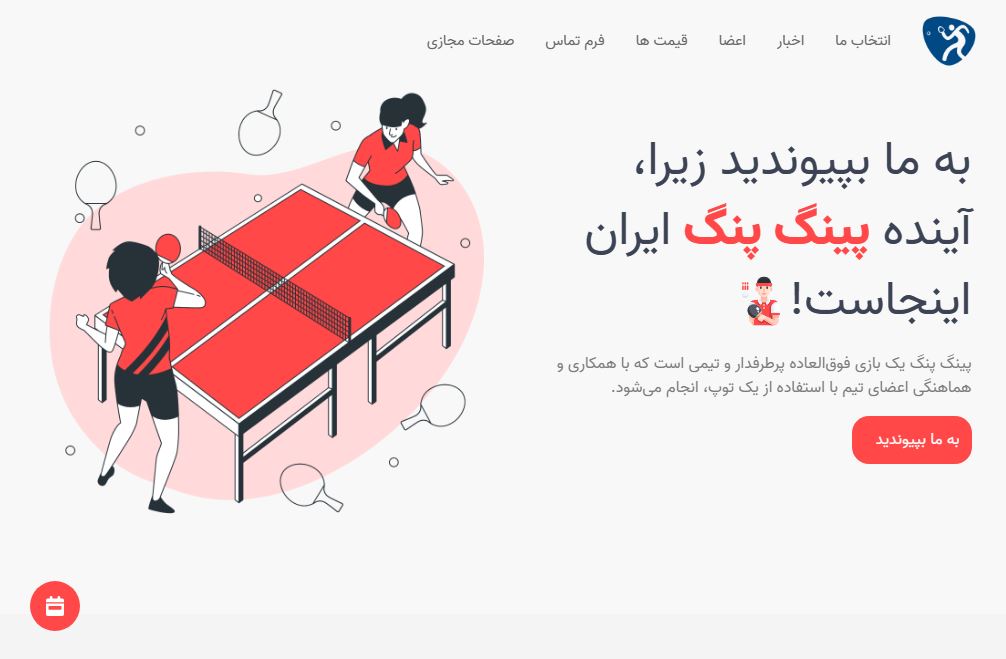 انتخاب ما
اخبار
اعضا
قیمت ها
فرم تماس
صفحات مجازی
به ما بپیوندید زیرا،
آینده پینگ پنگ ایران
اینجاست!
پینگ پنگ یک بازی فوق‌العاده پرطرفدار و تیمی است که با همکاری و
هماهنگی اعضای تیم با استفاده از یک توپ، انجام می‌شود.
به ما بپیوندید